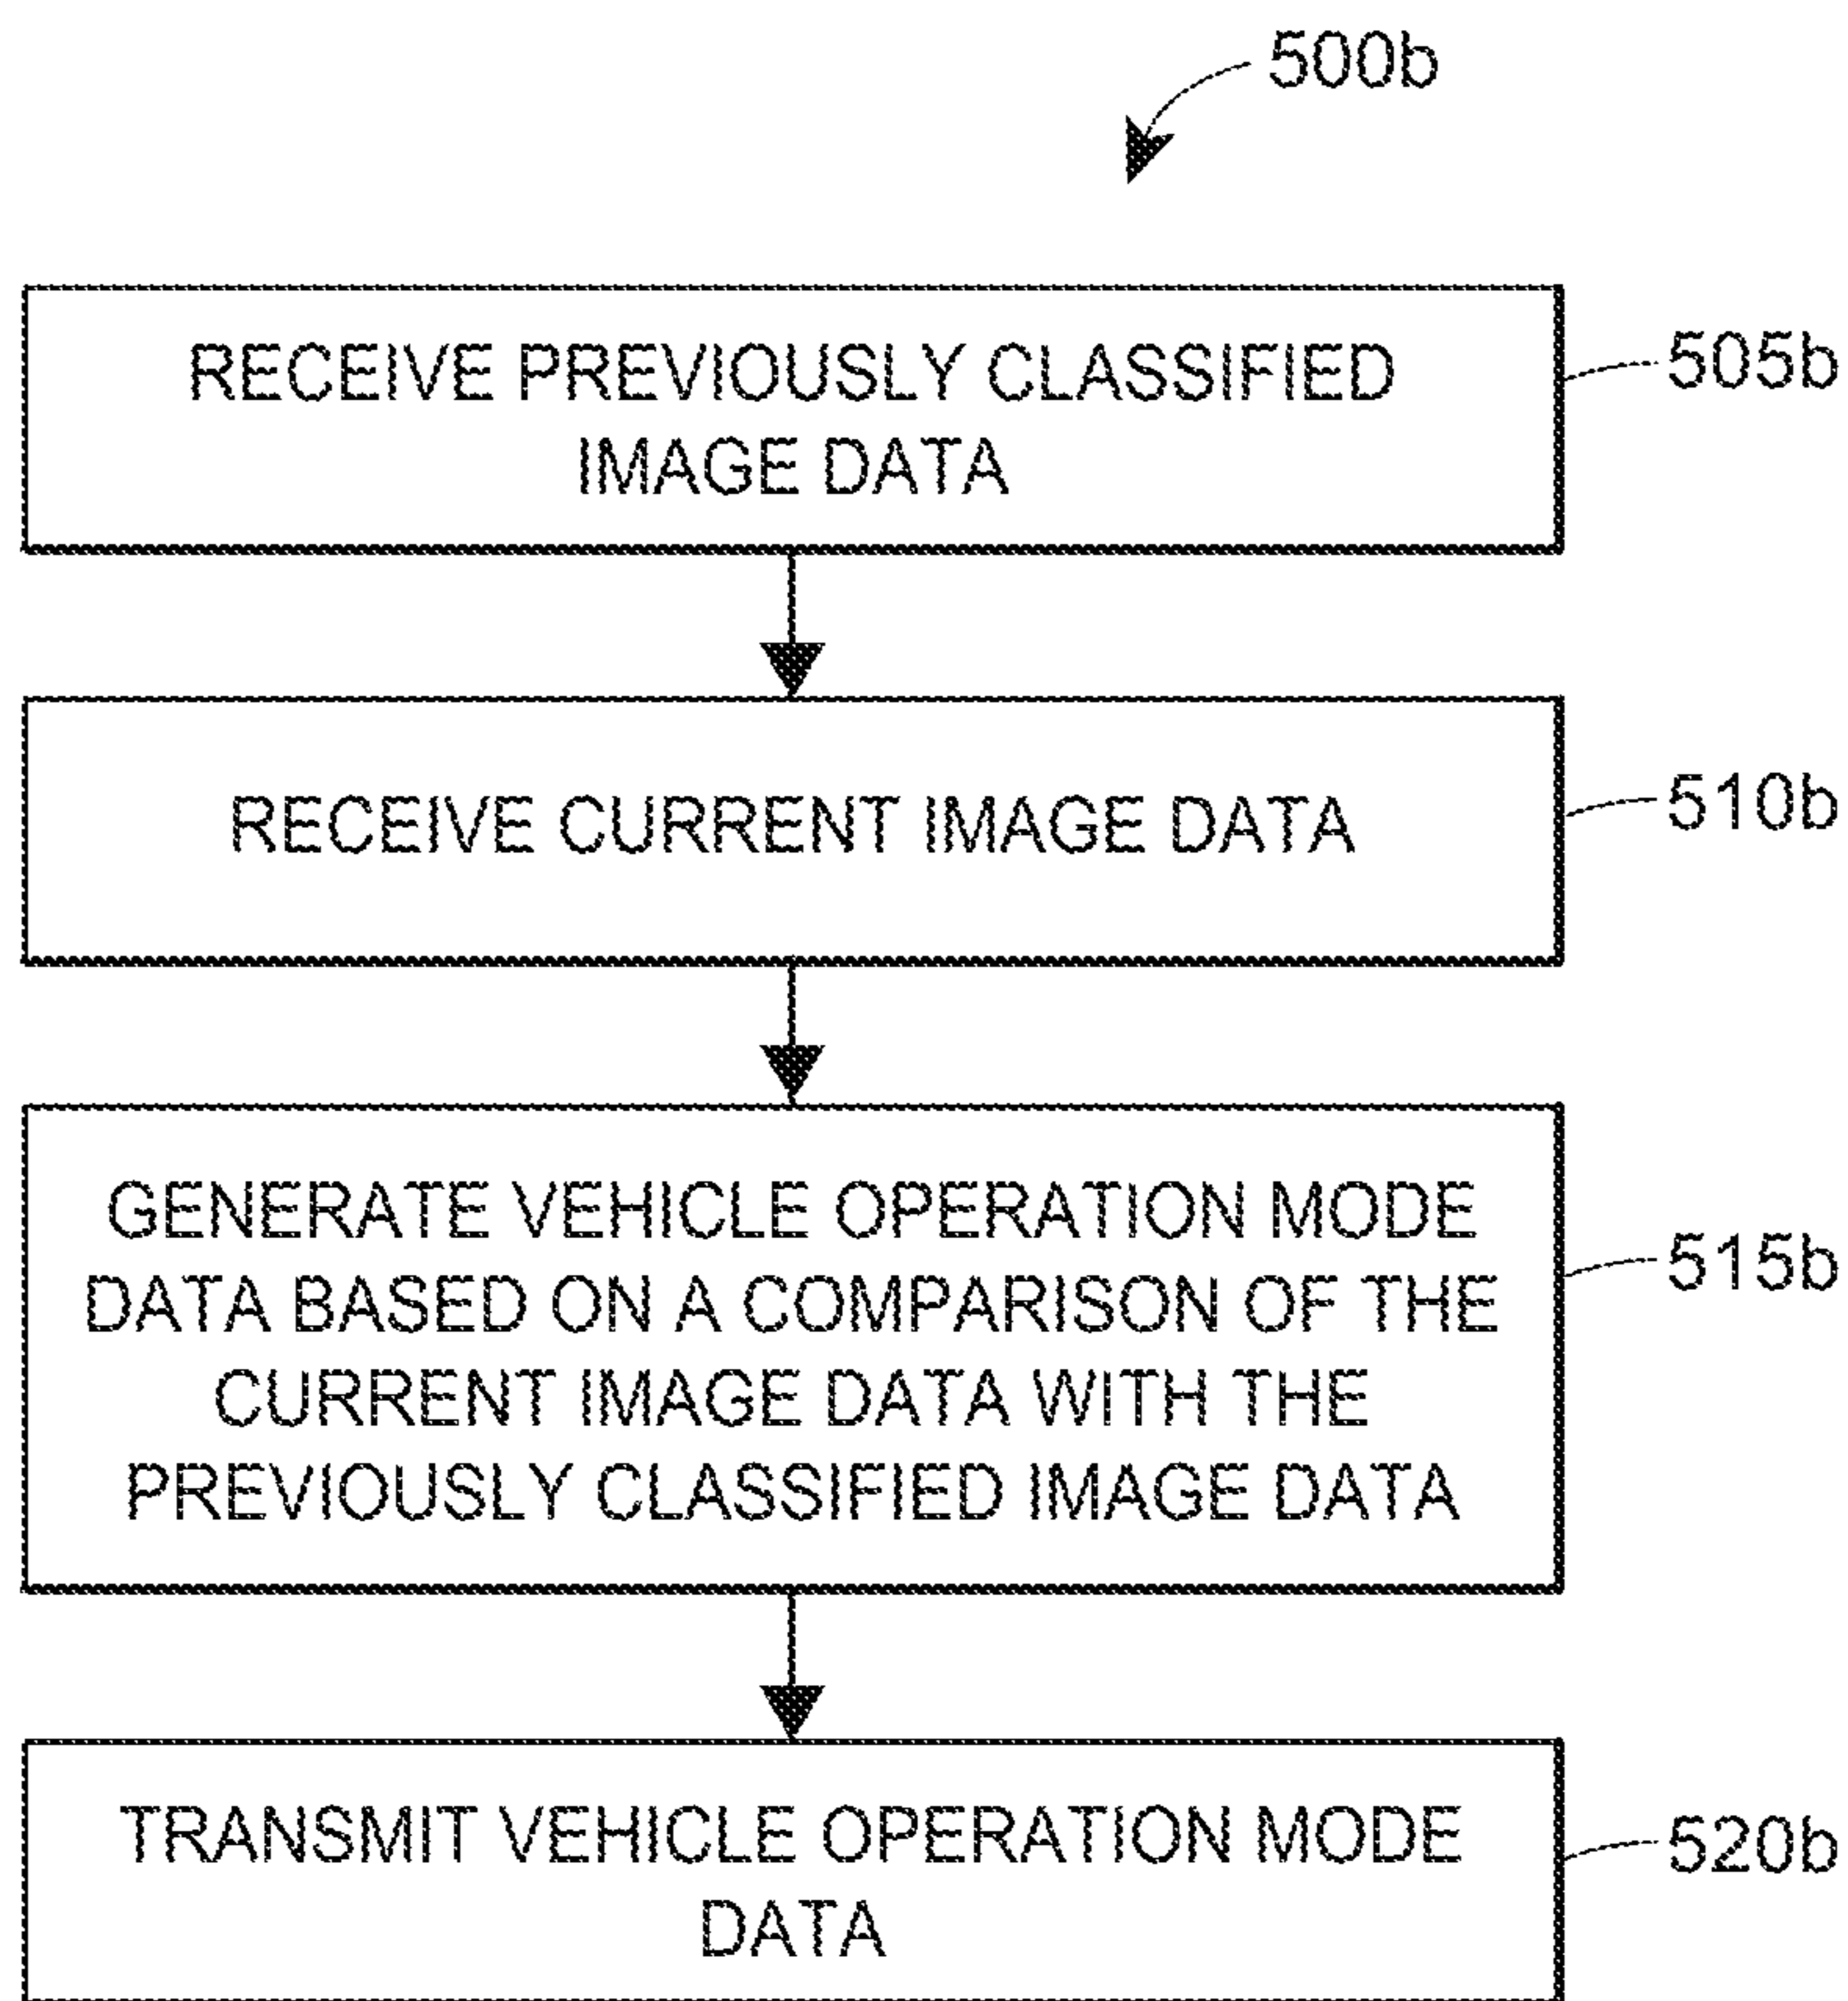 500b
RECEIVE PREVIOUSLY CLASSIFIED
IMAGE DATA
505b
RECEIVE CURRENT IMAGE DATA
510b
GENERATE VEHICLE OPERATION MODE
DATA BASED ON A COMPARISON OF THE
CURRENT IMAGE DATA WITH THE
PREVIOUSLY CLASSIFIED IMAGE DATA
515b
TRANSMIT VEHICLE OPERATION MODE
DATA
520b